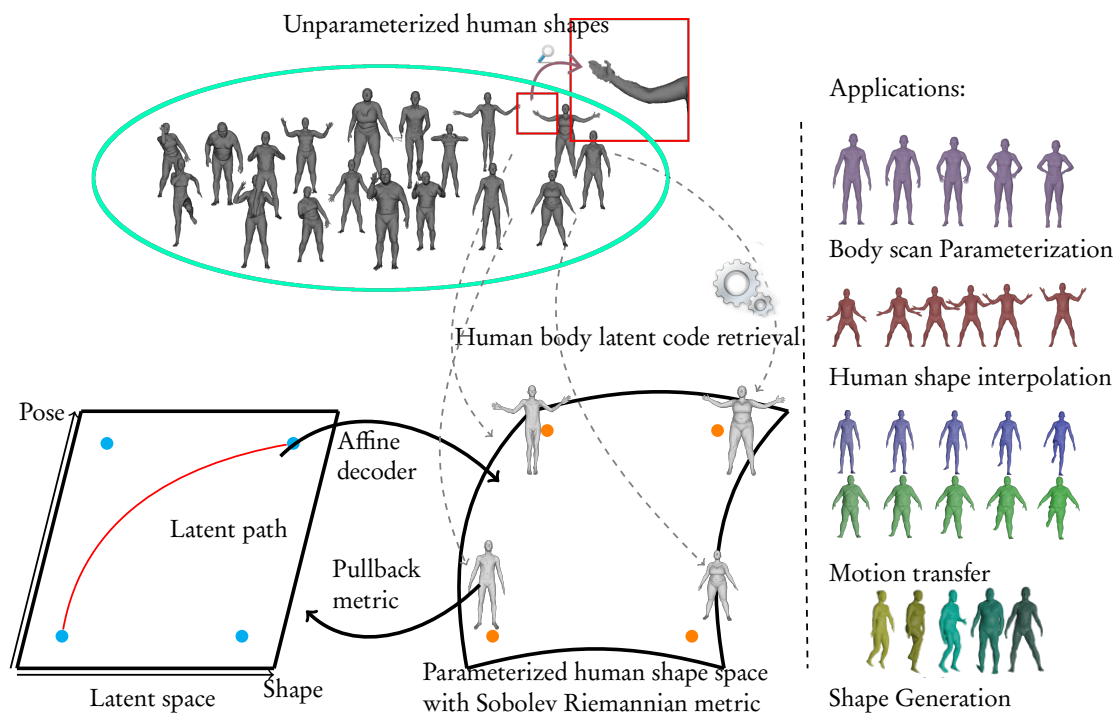 Unparameterized human shapes
Applications:
Body scan Parameterization
Human body latent code retrieval
Human shape interpolation
Pose
Affine
decoder
Latent path
Pullback
metric
Motion transfer
Latent space
Shape
Parameterized human shape space
with Sobolev Riemannian metric
Shape Generation